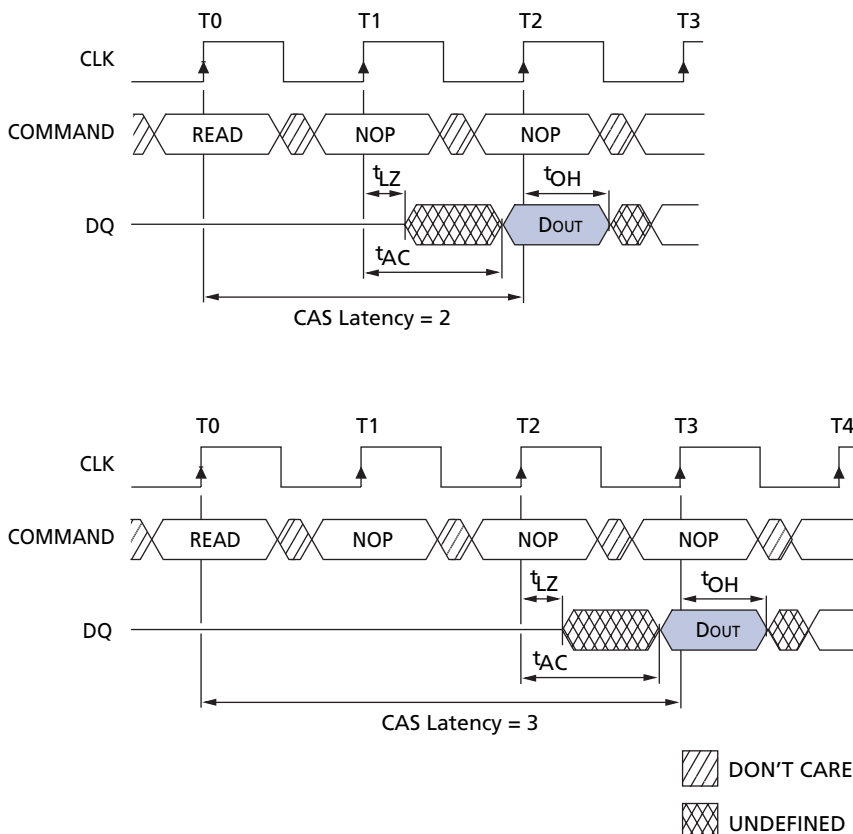 T0 T1 T2 T3
CLK
COMMAND READ NOP NOP
tLZ tOH
DQ DOUT
tAC
CAS Latency = 2
T0 T1 T2 T3 T4
CLK
COMMAND READ NOP NOP NOP
tLZ tOH
DQ DOUT
tAC
CAS Latency = 3
DON'T CARE
UNDEFINED